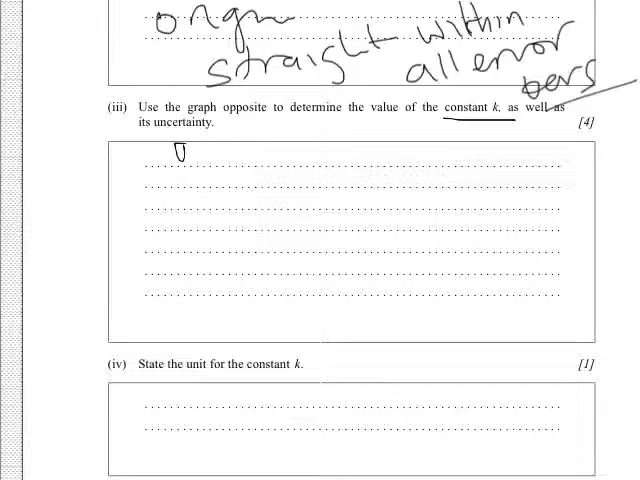 origin
straight within
all error
bars
(iii) Use the graph opposite to determine the value of the constant k, as well as
its uncertainty. [4]
(iv) State the unit for the constant k. [1]